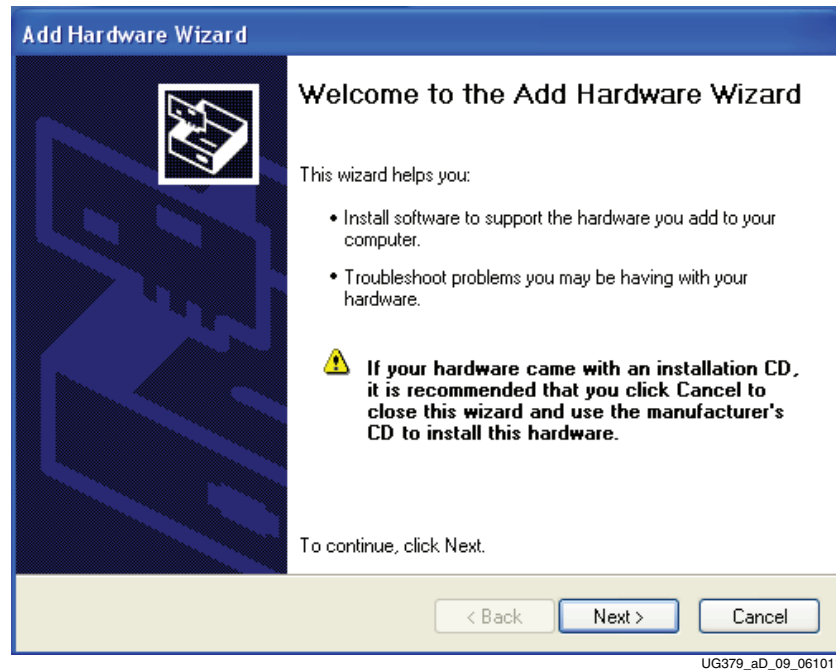 Add Hardware Wizard
Welcome to the Add Hardware Wizard
This wizard helps you:
• Install software to support the hardware you add to your
computer.
• Troubleshoot problems you may be having with your
hardware.
If your hardware came with an installation CD,
it is recommended that you click Cancel to
close this wizard and use the manufacturer's
CD to install this hardware.
To continue, click Next.
< Back Next > Cancel
UG379_aD_09_06101